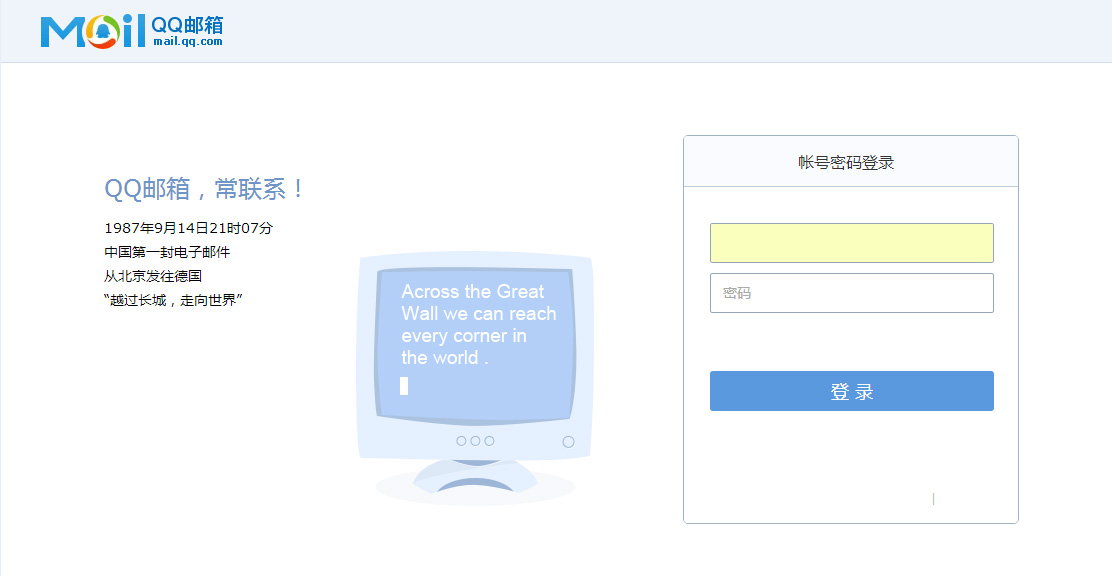 Mail QQ邮箱
mail.qq.com
帐号密码登录
QQ邮箱，常联系！
1987年9月14日21时07分
中国第一封电子邮件
从北京发往德国
“越过长城，走向世界”
Across the Great
Wall we can reach
every corner in
the world .
密码
登 录